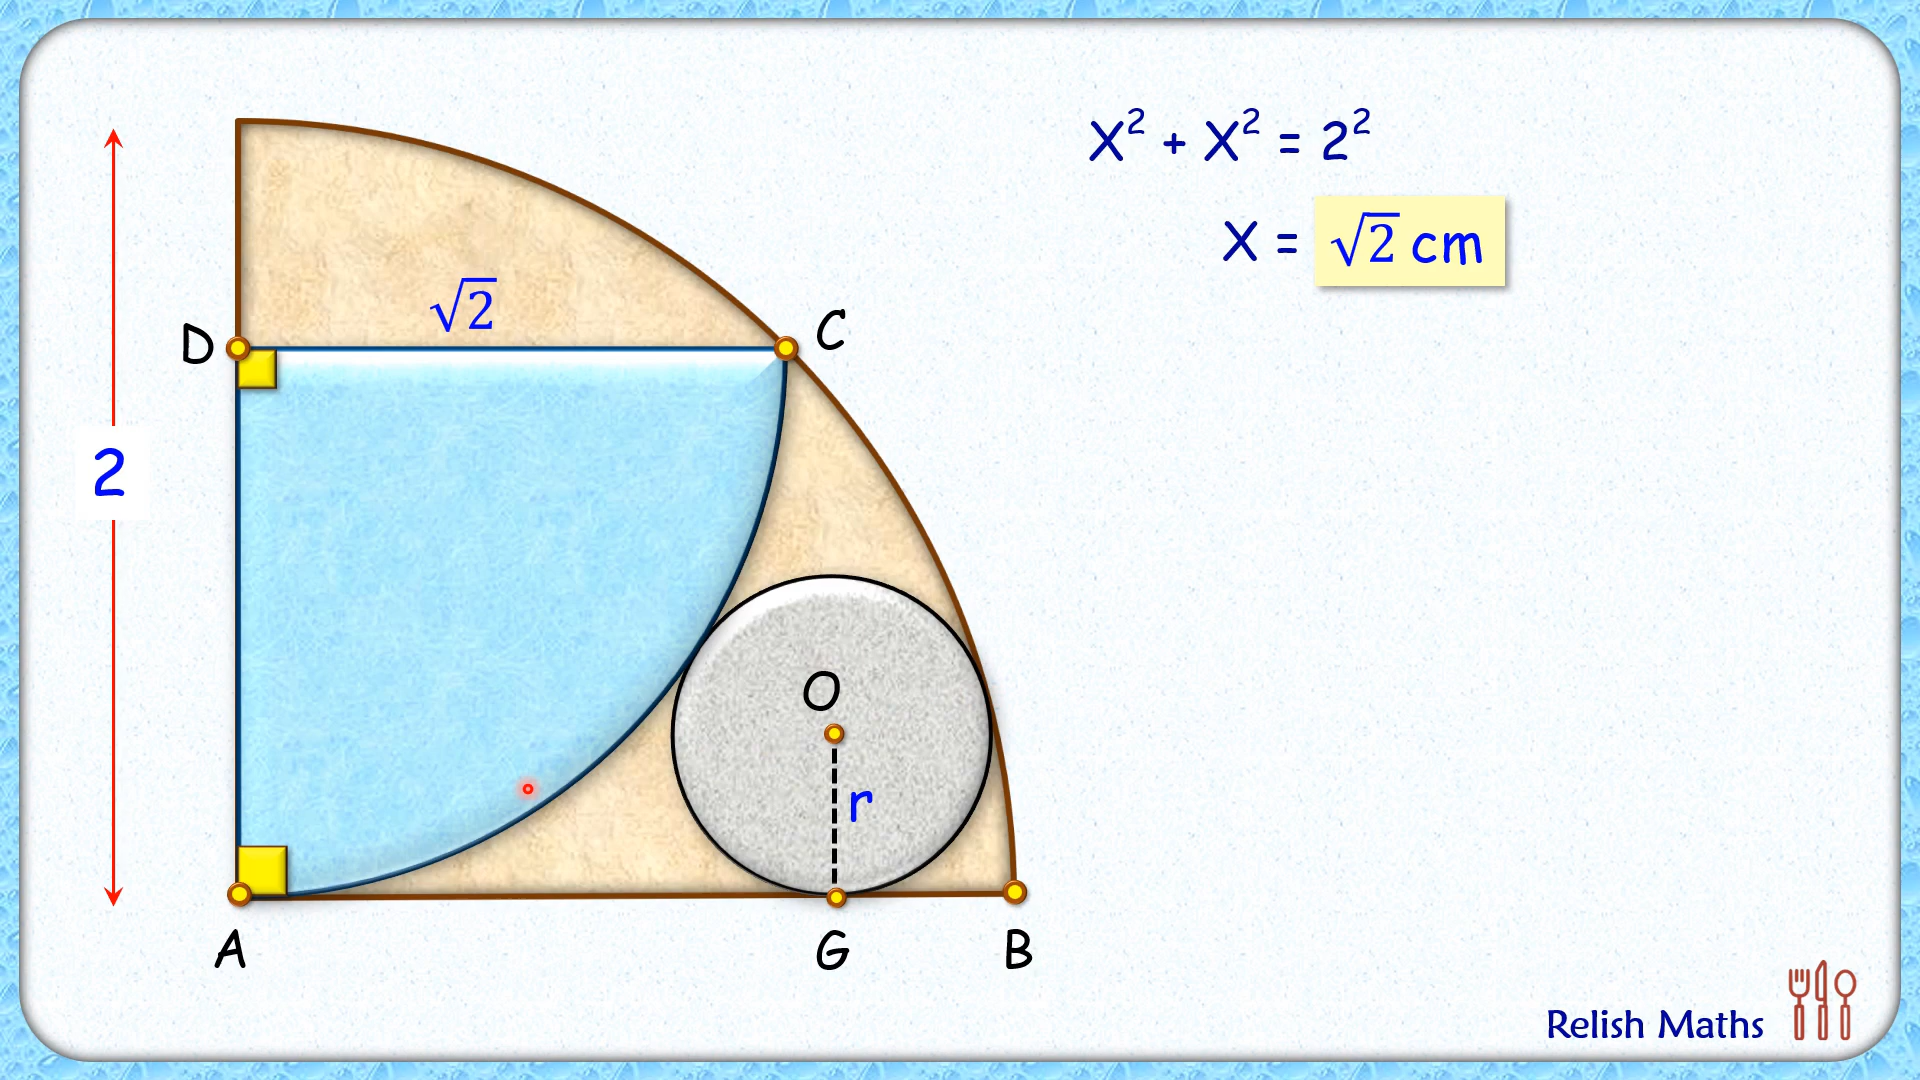 X² + X² = 2²
X = √2 cm
√2
D
C
2
O
r
A
G
B
Relish Maths